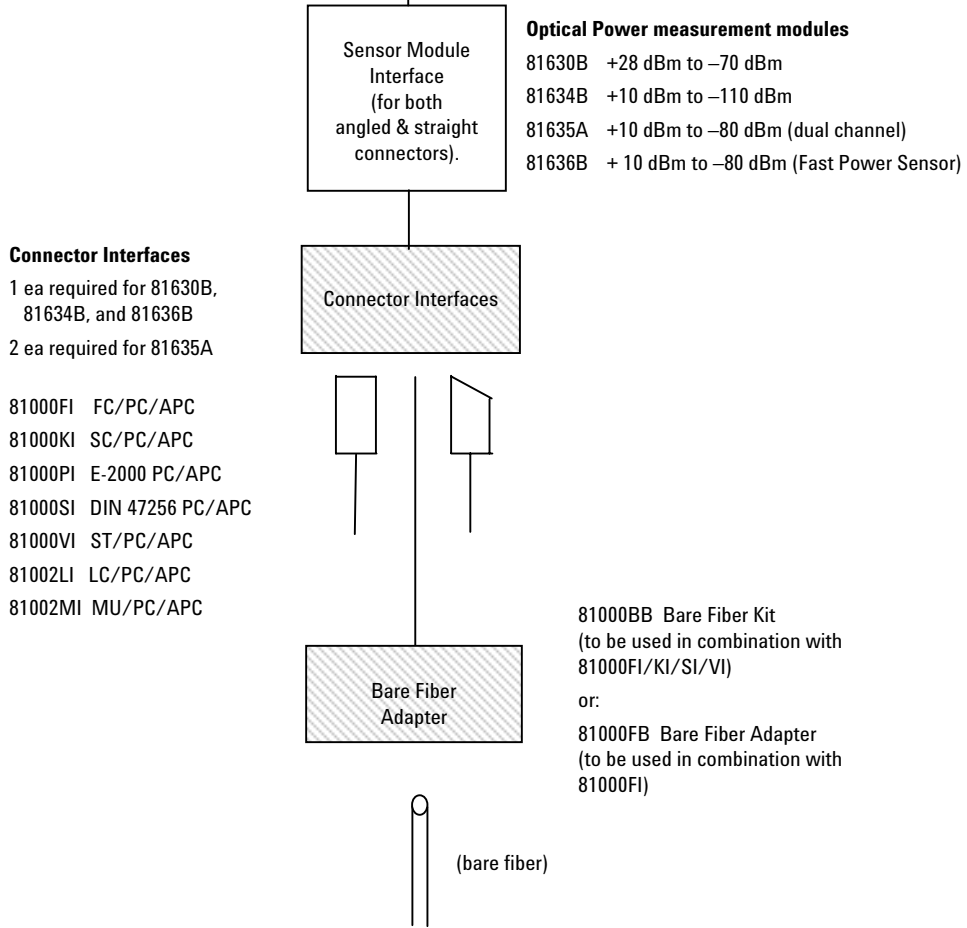 Sensor Module
Interface
(for both
angled & straight
connectors).
Optical Power measurement modules
81630B +28 dBm to –70 dBm
81634B +10 dBm to –110 dBm
81635A +10 dBm to –80 dBm (dual channel)
81636B + 10 dBm to –80 dBm (Fast Power Sensor)
Connector Interfaces
1 ea required for 81630B,
81634B, and 81636B
2 ea required for 81635A
81000FI FC/PC/APC
81000KI SC/PC/APC
81000PI E-2000 PC/APC
81000SI DIN 47256 PC/APC
81000VI ST/PC/APC
81002LI LC/PC/APC
81002MI MU/PC/APC
Connector Interfaces
Bare Fiber
Adapter
81000BB Bare Fiber Kit
(to be used in combination with
81000FI/KI/SI/VI)
or:
81000FB Bare Fiber Adapter
(to be used in combination with
81000FI)
(bare fiber)